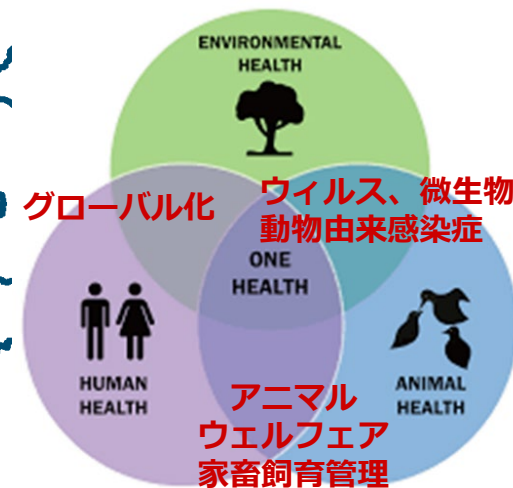 ENVIRONMENTAL
HEALTH
グローバル化
ウィルス、微生物
動物由来感染症
ONE
HEALTH
HUMAN
HEALTH
ANIMAL
HEALTH
アニマル
ウェルフェア
家畜飼育管理